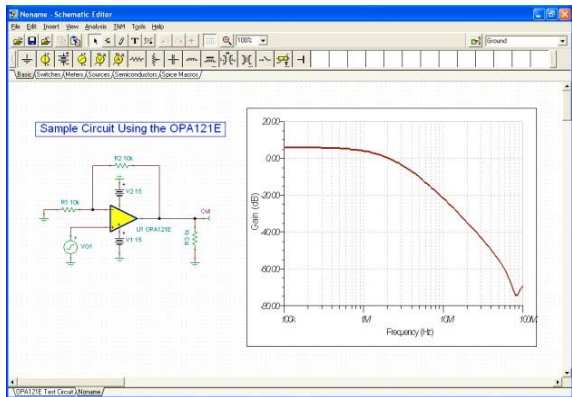 Noname - Schematic Editor
File Edit Insert View Analysis T&M Tools Help
100%
Ground
Basic Switches Meters Sources Semiconductors Spice Macros
Sample Circuit Using the OPA121E
R2 10k
V2 15
R1 10k
Out
U1 OPA121E
V1 15
VG1
Gain (dB)
20.00
0.00
-20.00
-40.00
-60.00
-80.00
100k
1M
10M
100M
Frequency (Hz)
OPA121E Test Circuit Noname